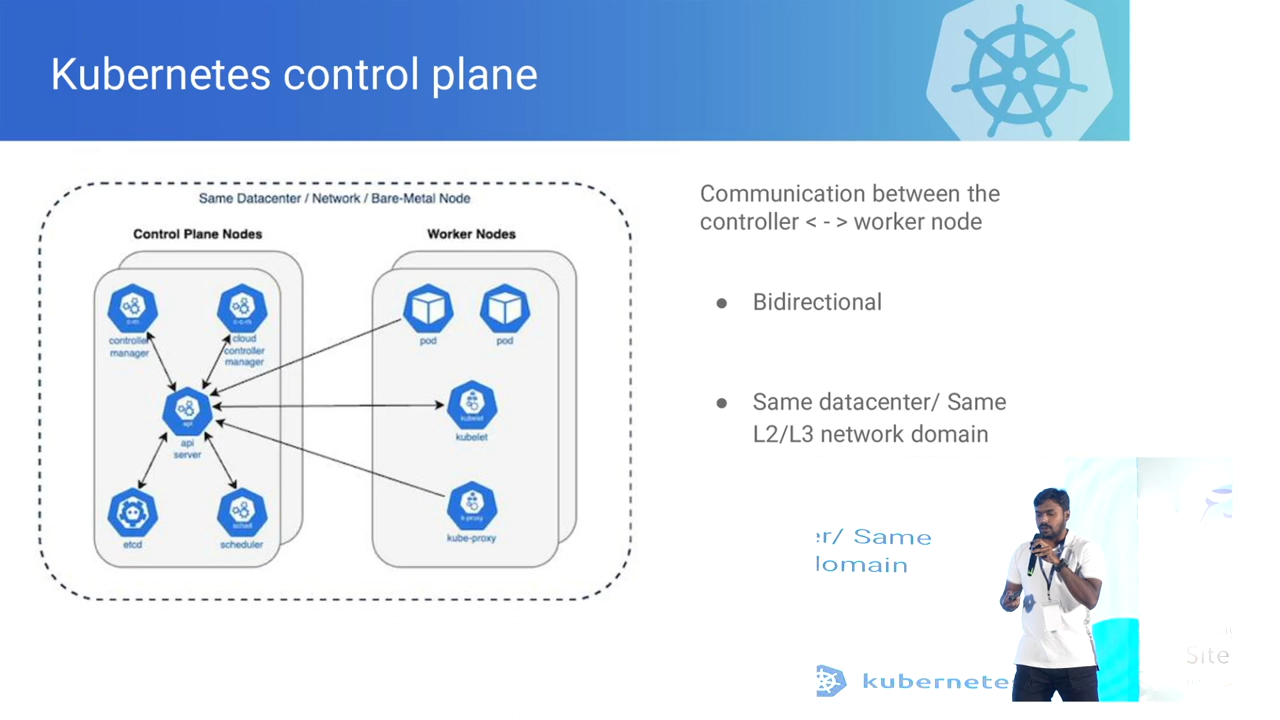 Kubernetes control plane
Same Datacenter / Network / Bare-Metal Node
Control Plane Nodes
Worker Nodes
c-m
controller
manager
c-c-m
cloud
controller
manager
pod
pod
api
api
server
kubelet
kubelet
etcd
sched
scheduler
k-proxy
kube-proxy
Communication between the
controller < - > worker node
● Bidirectional
● Same datacenter/ Same
L2/L3 network domain
er/ Same
domain
kubernete
Site